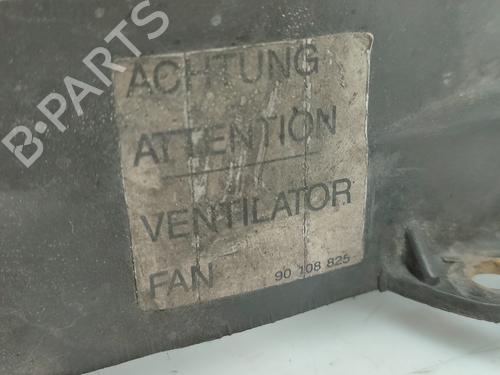 B-PARTS
ACHTUNG
ATTENTION
VENTILATOR
FAN 90 108 825